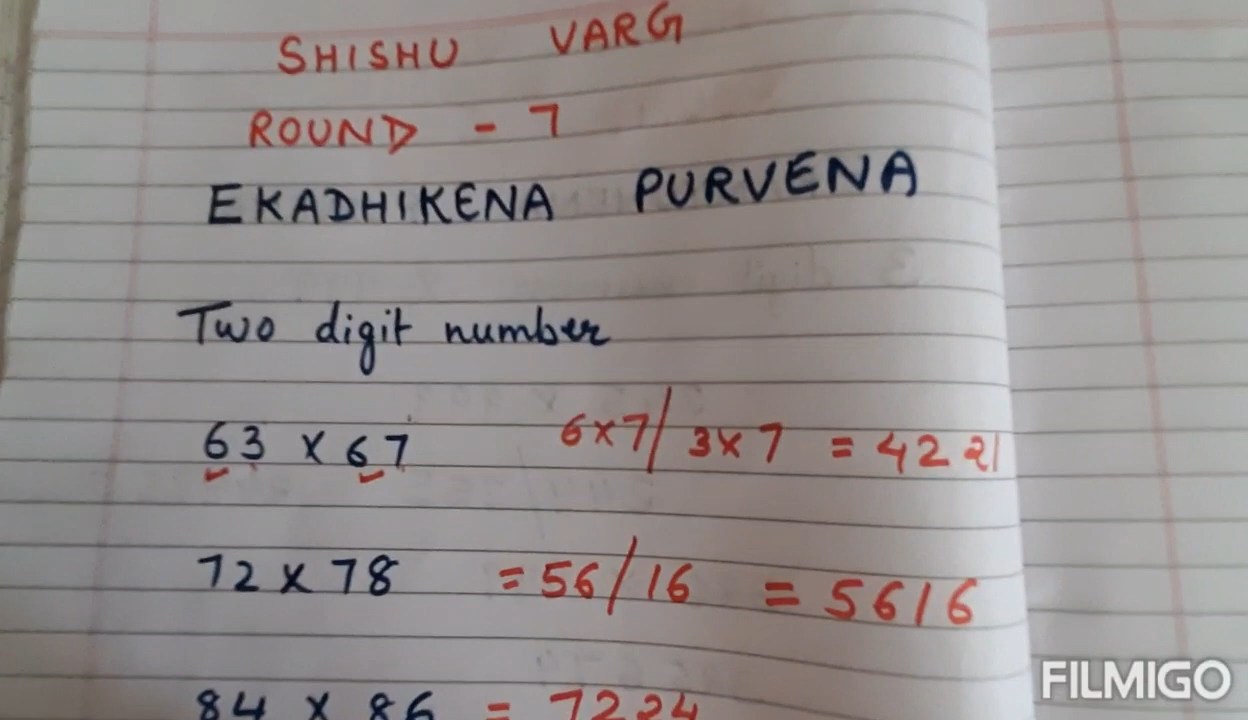 SHISHU VARG
ROUND - 7
EKADHIKENA PURVENA
Two digit number
63 x 67 6x7/ 3x7 = 4221
72 x 78 = 56/16 = 5616
84 x 86 = 7224
FILMIGO